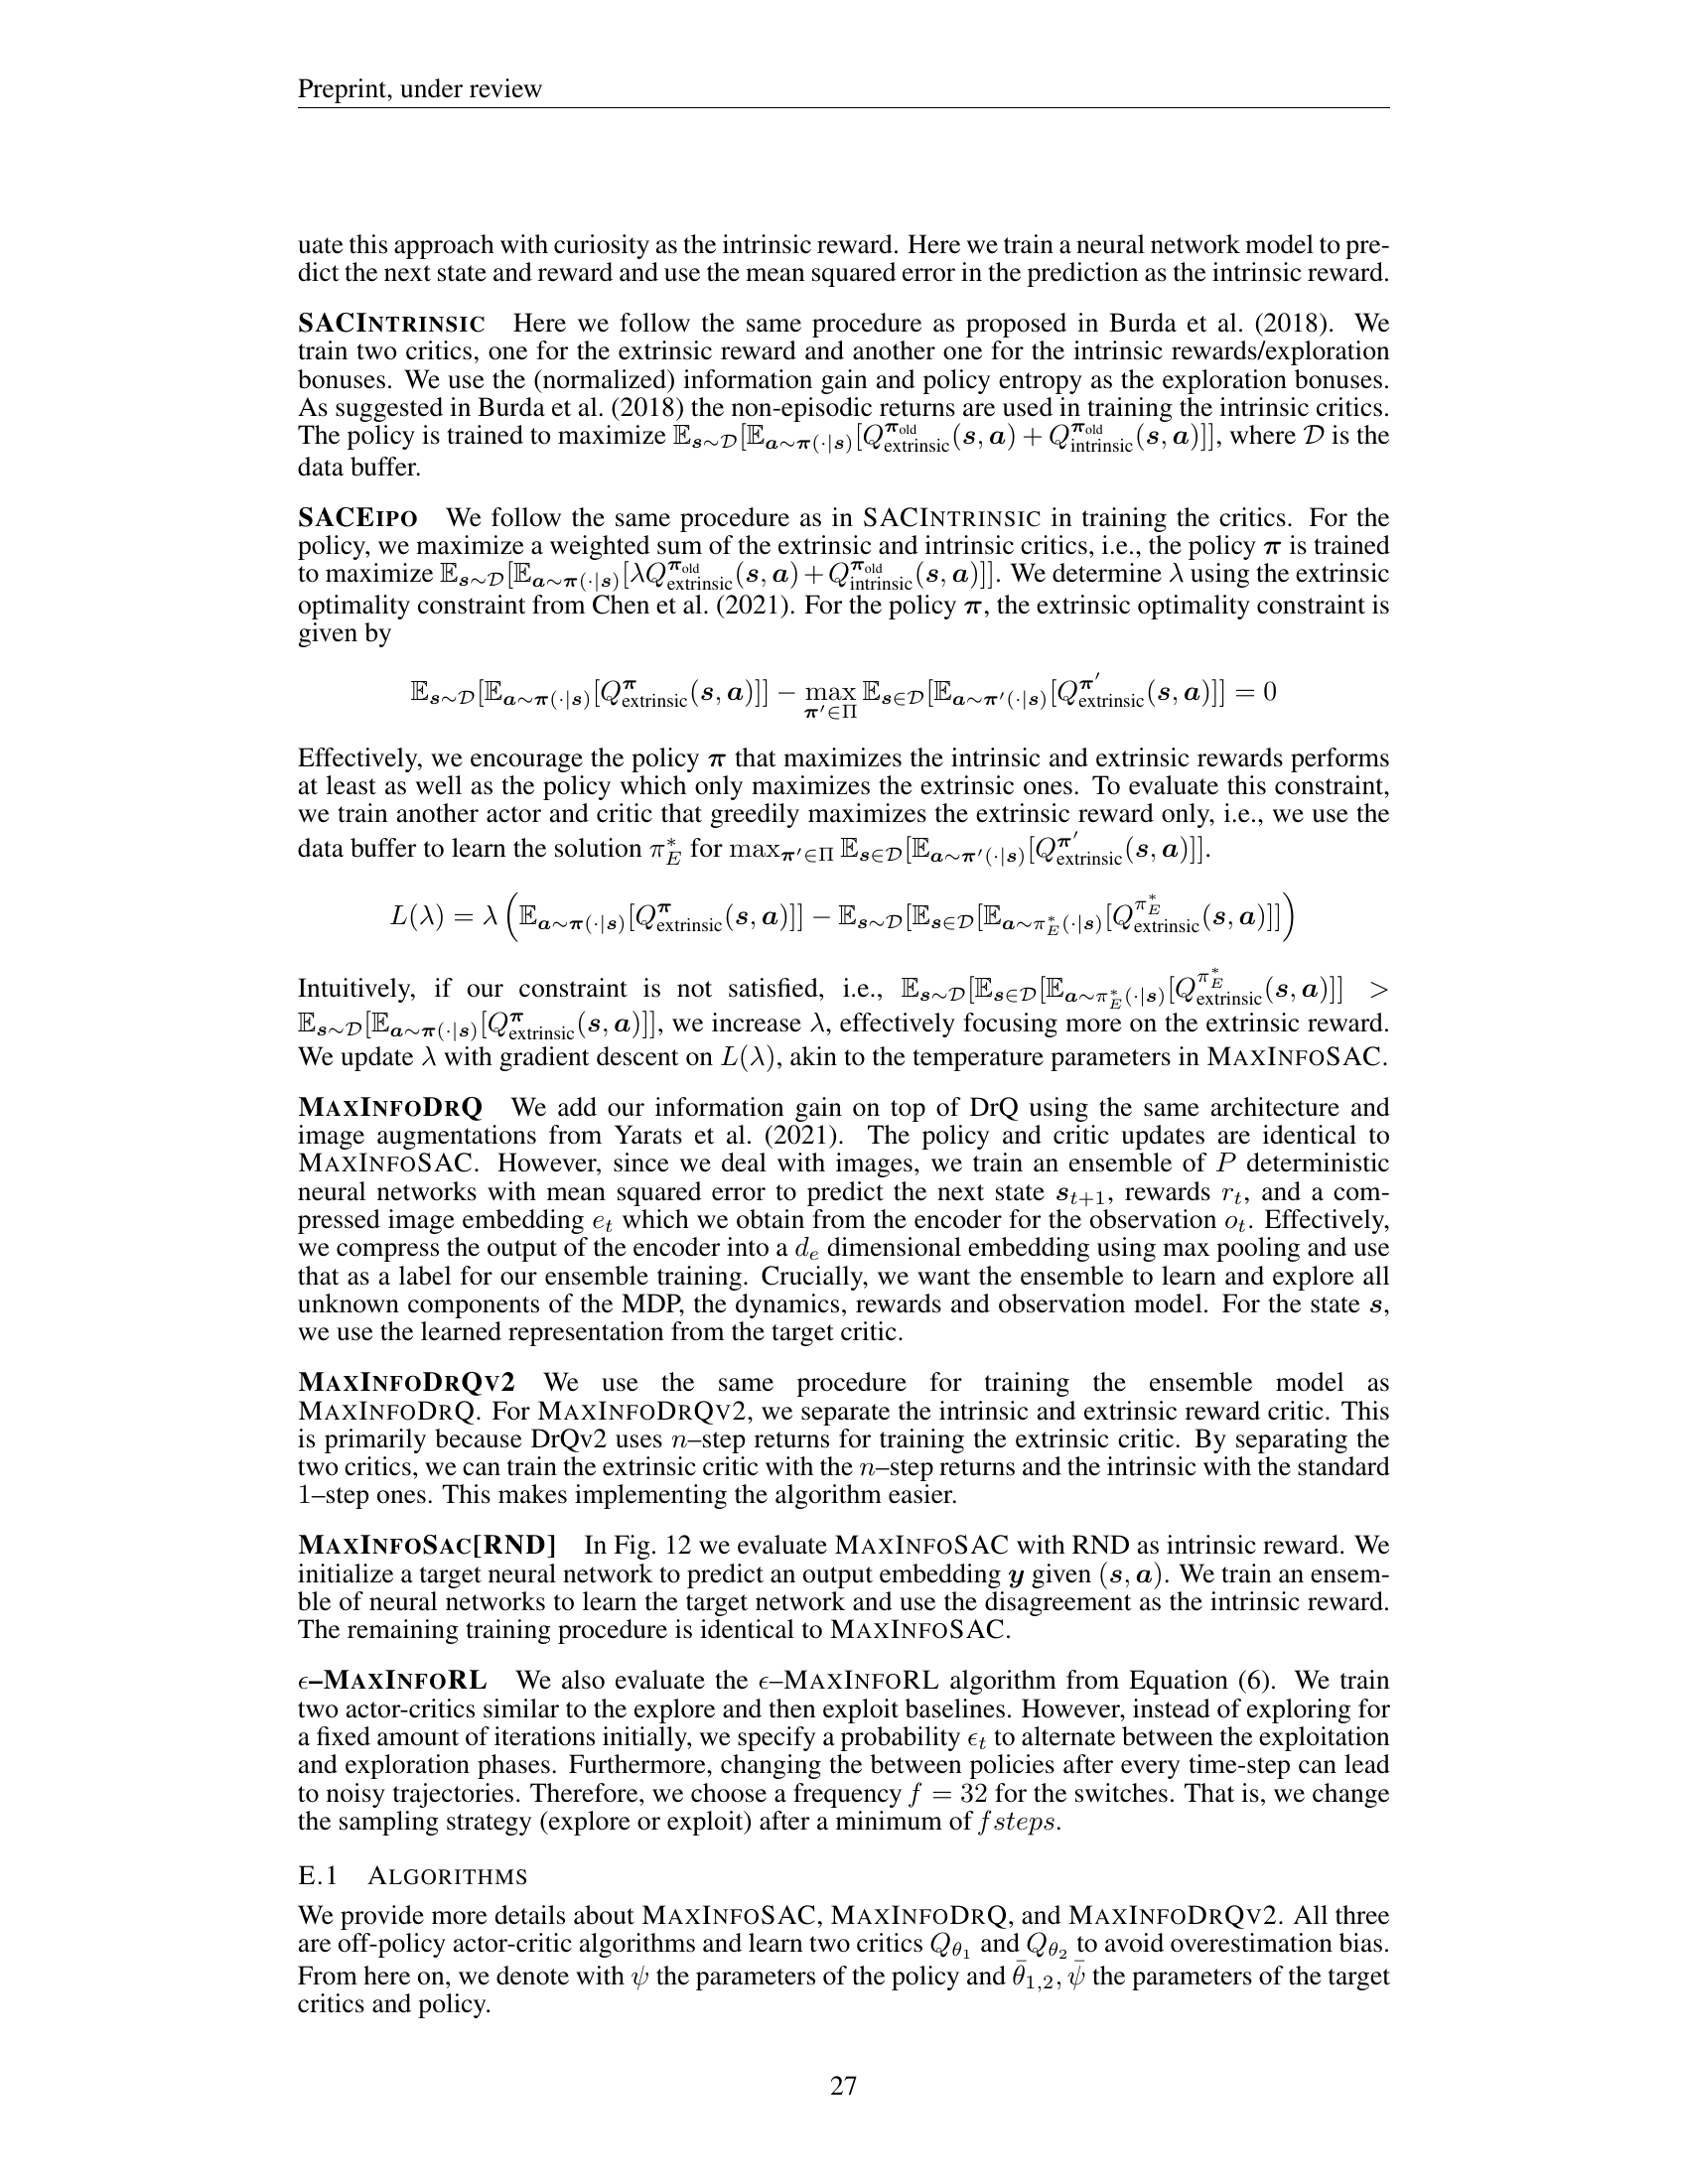 Preprint, under review
uate this approach with curiosity as the intrinsic reward. Here we train a neural network model to pre-
dict the next state and reward and use the mean squared error in the prediction as the intrinsic reward.
SACINTRINSIC Here we follow the same procedure as proposed in Burda et al. (2018). We
train two critics, one for the extrinsic reward and another one for the intrinsic rewards/exploration
bonuses. We use the (normalized) information gain and policy entropy as the exploration bonuses.
As suggested in Burda et al. (2018) the non-episodic returns are used in training the intrinsic critics.
The policy is trained to maximize $\mathbb{E}_{s\sim\mathcal{D}}[\mathbb{E}_{a\sim\pi(\cdot|s)}[Q^{\pi^{\text{old}}}_{\text{extrinsic}}(s, a) + Q^{\pi^{\text{old}}}_{\text{intrinsic}}(s, a)]]$, where $\mathcal{D}$ is the
data buffer.
SACEIPO We follow the same procedure as in SACINTRINSIC in training the critics. For the
policy, we maximize a weighted sum of the extrinsic and intrinsic critics, i.e., the policy $\pi$ is trained
to maximize $\mathbb{E}_{s\sim\mathcal{D}}[\mathbb{E}_{a\sim\pi(\cdot|s)}[\lambda Q^{\pi^{\text{old}}}_{\text{extrinsic}}(s, a) + Q^{\pi^{\text{old}}}_{\text{intrinsic}}(s, a)]]$. We determine $\lambda$ using the extrinsic
optimality constraint from Chen et al. (2021). For the policy $\pi$, the extrinsic optimality constraint is
given by
$\mathbb{E}_{s\sim\mathcal{D}}[\mathbb{E}_{a\sim\pi(\cdot|s)}[Q^{\pi}_{\text{extrinsic}}(s, a)]] - \max_{\pi'\in\Pi} \mathbb{E}_{s\in\mathcal{D}}[\mathbb{E}_{a\sim\pi'(\cdot|s)}[Q^{\pi'}_{\text{extrinsic}}(s, a)]] = 0$
Effectively, we encourage the policy $\pi$ that maximizes the intrinsic and extrinsic rewards performs
at least as well as the policy which only maximizes the extrinsic ones. To evaluate this constraint,
we train another actor and critic that greedily maximizes the extrinsic reward only, i.e., we use the
data buffer to learn the solution $\pi^*_E$ for $\max_{\pi'\in\Pi} \mathbb{E}_{s\in\mathcal{D}}[\mathbb{E}_{a\sim\pi'(\cdot|s)}[Q^{\pi'}_{\text{extrinsic}}(s, a)]]$.
$L(\lambda) = \lambda \left( \mathbb{E}_{a\sim\pi(\cdot|s)}[Q^{\pi}_{\text{extrinsic}}(s, a)]] - \mathbb{E}_{s\sim\mathcal{D}}[\mathbb{E}_{s\in\mathcal{D}}[\mathbb{E}_{a\sim\pi^*_E(\cdot|s)}[Q^{\pi^*_E}_{\text{extrinsic}}(s, a)]] \right)$
Intuitively, if our constraint is not satisfied, i.e., $\mathbb{E}_{s\sim\mathcal{D}}[\mathbb{E}_{s\in\mathcal{D}}[\mathbb{E}_{a\sim\pi^*_E(\cdot|s)}[Q^{\pi^*_E}_{\text{extrinsic}}(s, a)]] >$
$\mathbb{E}_{s\sim\mathcal{D}}[\mathbb{E}_{a\sim\pi(\cdot|s)}[Q^{\pi}_{\text{extrinsic}}(s, a)]]$, we increase $\lambda$, effectively focusing more on the extrinsic reward.
We update $\lambda$ with gradient descent on $L(\lambda)$, akin to the temperature parameters in MAXINFOSAC.
MAXINFODRQ We add our information gain on top of DrQ using the same architecture and
image augmentations from Yarats et al. (2021). The policy and critic updates are identical to
MAXINFOSAC. However, since we deal with images, we train an ensemble of $P$ deterministic
neural networks with mean squared error to predict the next state $s_{t+1}$, rewards $r_t$, and a com-
pressed image embedding $e_t$ which we obtain from the encoder for the observation $o_t$. Effectively,
we compress the output of the encoder into a $d_e$ dimensional embedding using max pooling and use
that as a label for our ensemble training. Crucially, we want the ensemble to learn and explore all
unknown components of the MDP, the dynamics, rewards and observation model. For the state $s$,
we use the learned representation from the target critic.
MAXINFODRQV2 We use the same procedure for training the ensemble model as
MAXINFODRQ. For MAXINFODRQV2, we separate the intrinsic and extrinsic reward critic. This
is primarily because DrQv2 uses $n$–step returns for training the extrinsic critic. By separating the
two critics, we can train the extrinsic critic with the $n$–step returns and the intrinsic with the standard
1–step ones. This makes implementing the algorithm easier.
MAXINFOSAC[RND] In Fig. 12 we evaluate MAXINFOSAC with RND as intrinsic reward. We
initialize a target neural network to predict an output embedding $y$ given $(s, a)$. We train an ensem-
ble of neural networks to learn the target network and use the disagreement as the intrinsic reward.
The remaining training procedure is identical to MAXINFOSAC.
$\epsilon$–MAXINFORL We also evaluate the $\epsilon$–MAXINFORL algorithm from Equation (6). We train
two actor-critics similar to the explore and then exploit baselines. However, instead of exploring for
a fixed amount of iterations initially, we specify a probability $\epsilon_t$ to alternate between the exploitation
and exploration phases. Furthermore, changing the between policies after every time-step can lead
to noisy trajectories. Therefore, we choose a frequency $f = 32$ for the switches. That is, we change
the sampling strategy (explore or exploit) after a minimum of $fsteps$.
E.1 ALGORITHMS
We provide more details about MAXINFOSAC, MAXINFODRQ, and MAXINFODRQV2. All three
are off-policy actor-critic algorithms and learn two critics $Q_{\theta_1}$ and $Q_{\theta_2}$ to avoid overestimation bias.
From here on, we denote with $\psi$ the parameters of the policy and $\bar{\theta}_{1,2}, \bar{\psi}$ the parameters of the target
critics and policy.
27